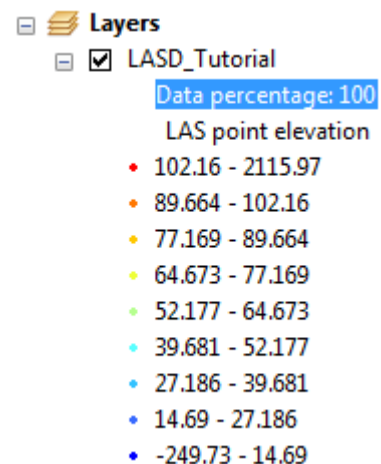 Layers
LASD_Tutorial
Data percentage: 100
LAS point elevation
102.16 - 2115.97
89.664 - 102.16
77.169 - 89.664
64.673 - 77.169
52.177 - 64.673
39.681 - 52.177
27.186 - 39.681
14.69 - 27.186
-249.73 - 14.69